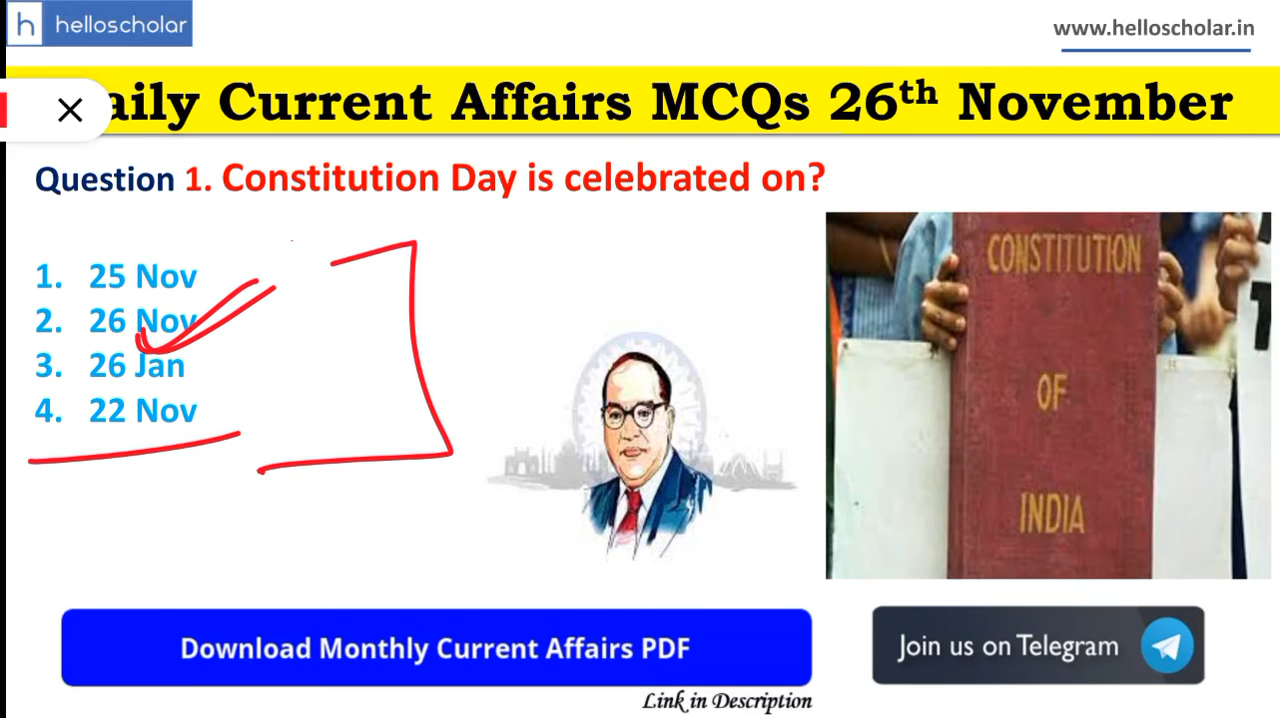 h helloscholar
www.helloscholar.in
aily Current Affairs MCQs 26th November
Question 1. Constitution Day is celebrated on?
1. 25 Nov
2. 26 Nov
3. 26 Jan
4. 22 Nov
CONSTITUTION
OF
INDIA
Download Monthly Current Affairs PDF
Join us on Telegram
Link in Description